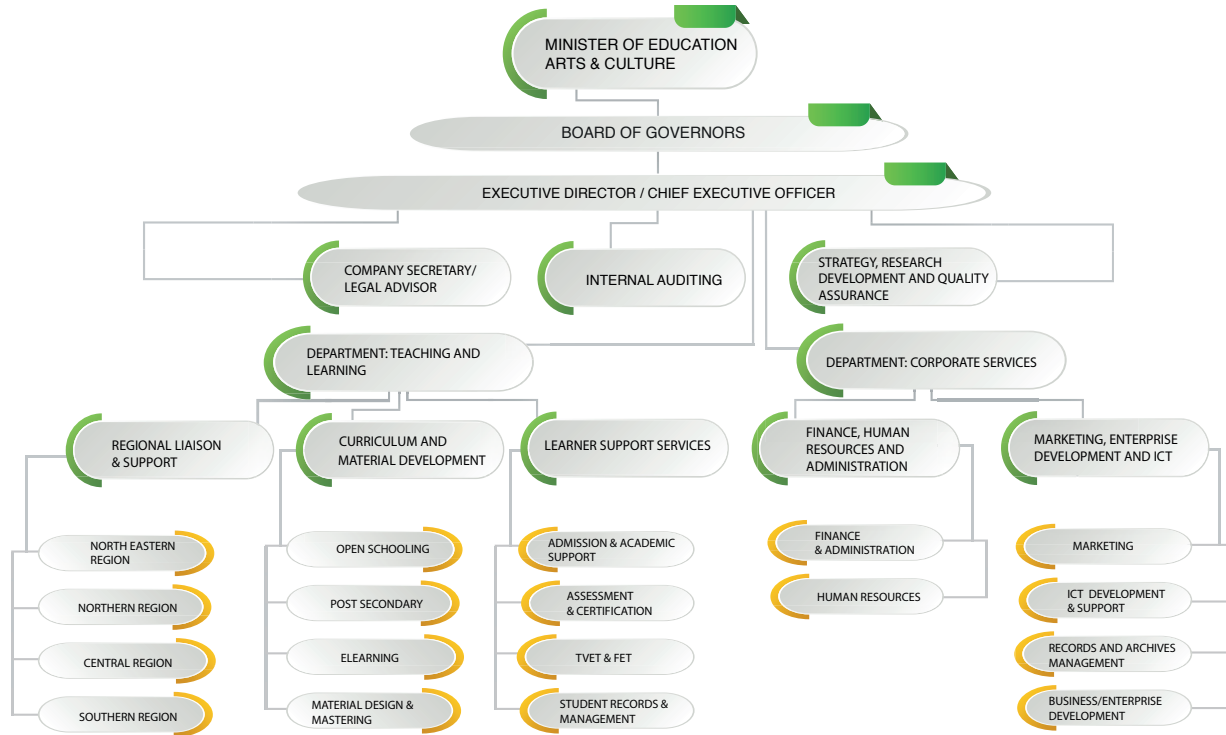 MINISTER OF EDUCATION
ARTS & CULTURE
BOARD OF GOVERNORS
EXECUTIVE DIRECTOR / CHIEF EXECUTIVE OFFICER
COMPANY SECRETARY/
LEGAL ADVISOR
INTERNAL AUDITING
STRATEGY, RESEARCH
DEVELOPMENT AND QUALITY
ASSURANCE
DEPARTMENT: TEACHING AND
LEARNING
DEPARTMENT: CORPORATE SERVICES
REGIONAL LIAISON
& SUPPORT
CURRICULUM AND
MATERIAL DEVELOPMENT
LEARNER SUPPORT SERVICES
FINANCE, HUMAN
RESOURCES AND
ADMINISTRATION
MARKETING, ENTERPRISE
DEVELOPMENT AND ICT
NORTH EASTERN
REGION
NORTHERN REGION
CENTRAL REGION
SOUTHERN REGION
OPEN SCHOOLING
POST SECONDARY
ELEARNING
MATERIAL DESIGN &
MASTERING
ADMISSION & ACADEMIC
SUPPORT
ASSESSMENT
& CERTIFICATION
TVET & FET
STUDENT RECORDS &
MANAGEMENT
FINANCE
& ADMINISTRATION
HUMAN RESOURCES
MARKETING
ICT DEVELOPMENT
& SUPPORT
RECORDS AND ARCHIVES
MANAGEMENT
BUSINESS/ENTERPRISE
DEVELOPMENT